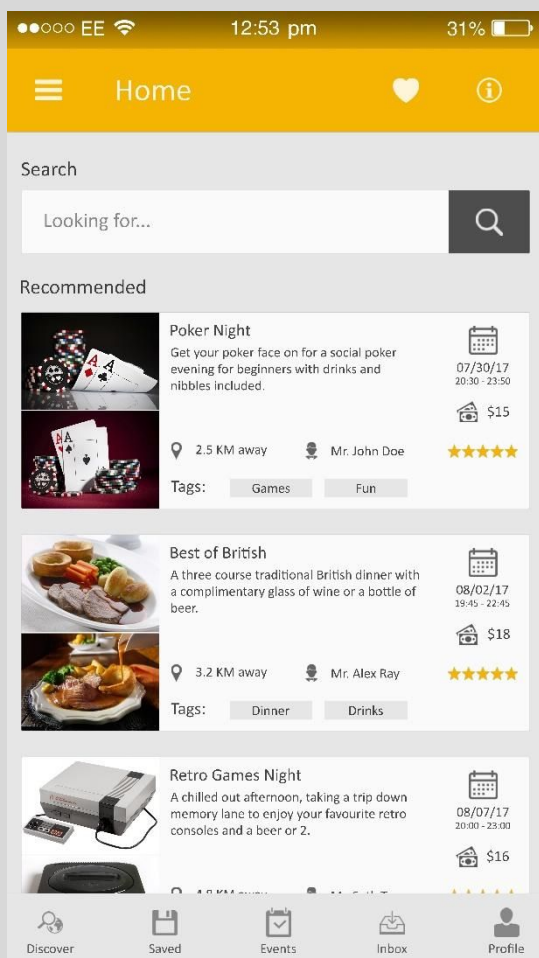 EE 12:53 pm 31%
Home
Search
Looking for...
Recommended
Poker Night
Get your poker face on for a social poker
evening for beginners with drinks and
nibbles included.
07/30/17
20:30 - 23:50
$15
2.5 KM away Mr. John Doe
Tags: Games Fun
Best of British
A three course traditional British dinner with
a complimentary glass of wine or a bottle of
beer.
08/02/17
19:45 - 22:45
$18
3.2 KM away Mr. Alex Ray
Tags: Dinner Drinks
Retro Games Night
A chilled out afternoon, taking a trip down
memory lane to enjoy your favourite retro
consoles and a beer or 2.
08/07/17
20:00 - 23:00
$16
Discover Saved Events Inbox Profile